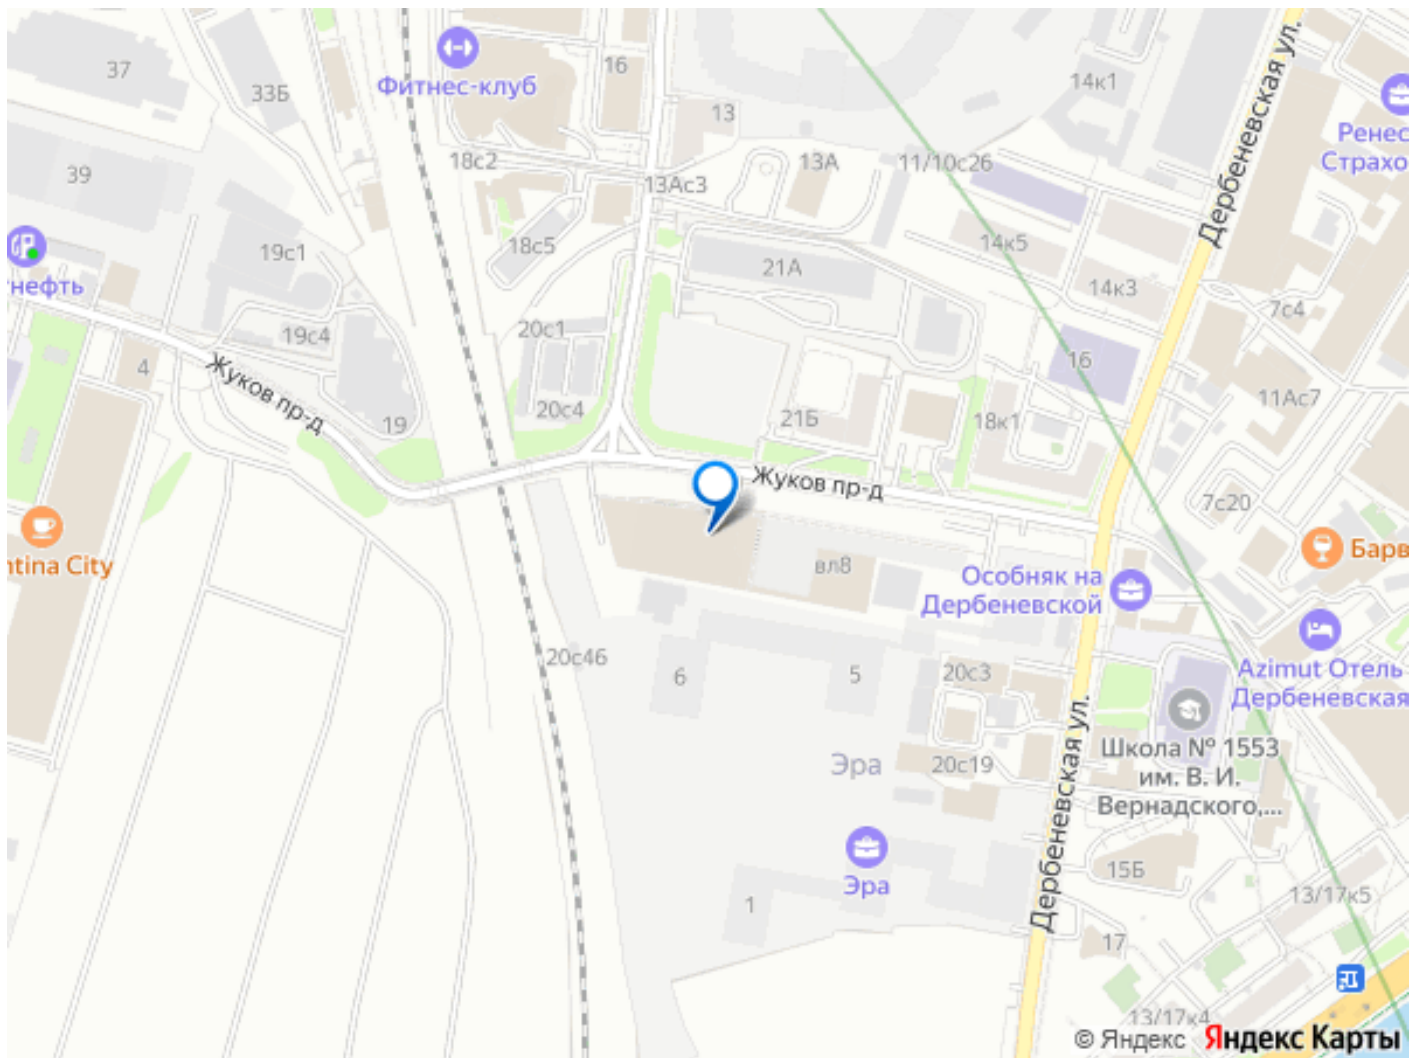 37
33Б
Фитнес-клуб
16
14к1
Дербеневская ул.
Ренес
Страхо
13
39
18с2
13Ас3
13А
11/10с26
19с1
18с5
21А
14к5
14к3
7с4
нефть
19с4
20с1
4
Жуков пр-д
19
20с4
21Б
18к1
16
11Ас7
Жуков пр-д
7с20
ntina City
вл8
Особняк на
Дербеневской
Барв
20с46
6
5
20с3
Azimut Отель
Дербеневская
Эра
20с19
Дербеневская ул.
Школа № 1553
им. В. И.
Вернадского,...
Эра
1
15Б
13/17к5
17
13/17к4
© Яндекс Яндекс Карты